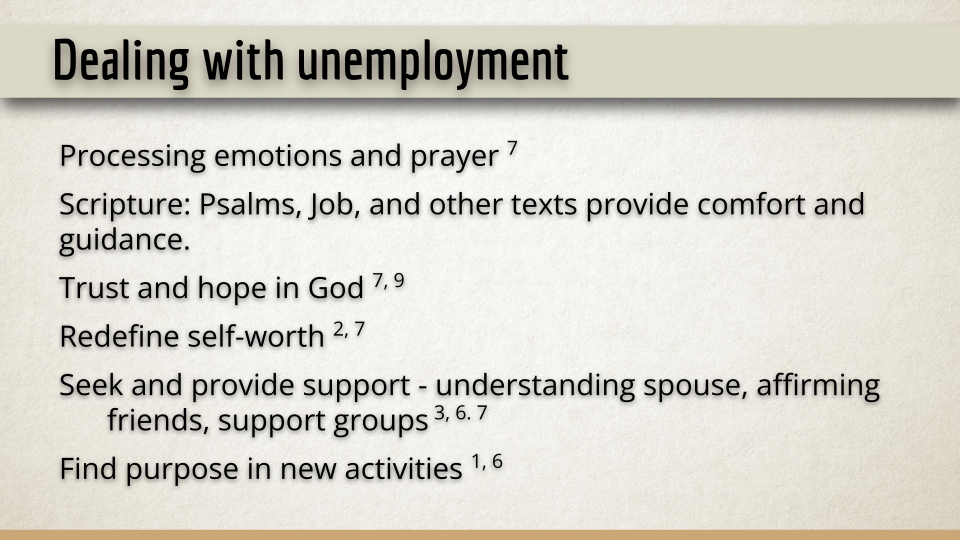 Dealing with unemployment
Processing emotions and prayer 7
Scripture: Psalms, Job, and other texts provide comfort and
guidance.
Trust and hope in God 7, 9
Redefine self-worth 2, 7
Seek and provide support - understanding spouse, affirming
friends, support groups 3, 6. 7
Find purpose in new activities 1, 6